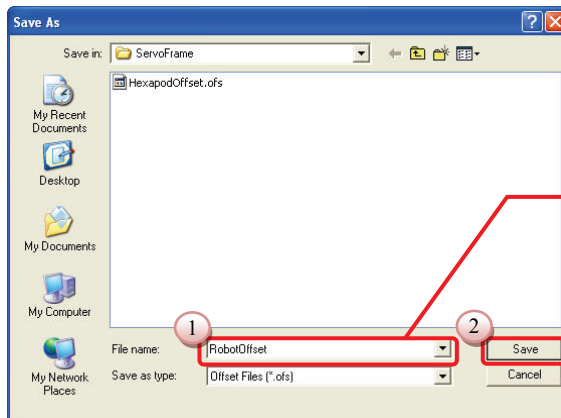 Save As
Save in: ServoFrame
HexapodOffset.ofs
My Recent
Documents
Desktop
My Documents
My Computer
My Network
Places
1
2
File name: RobotOffset Save
Save as type: Offset Files (*.ofs) Cancel